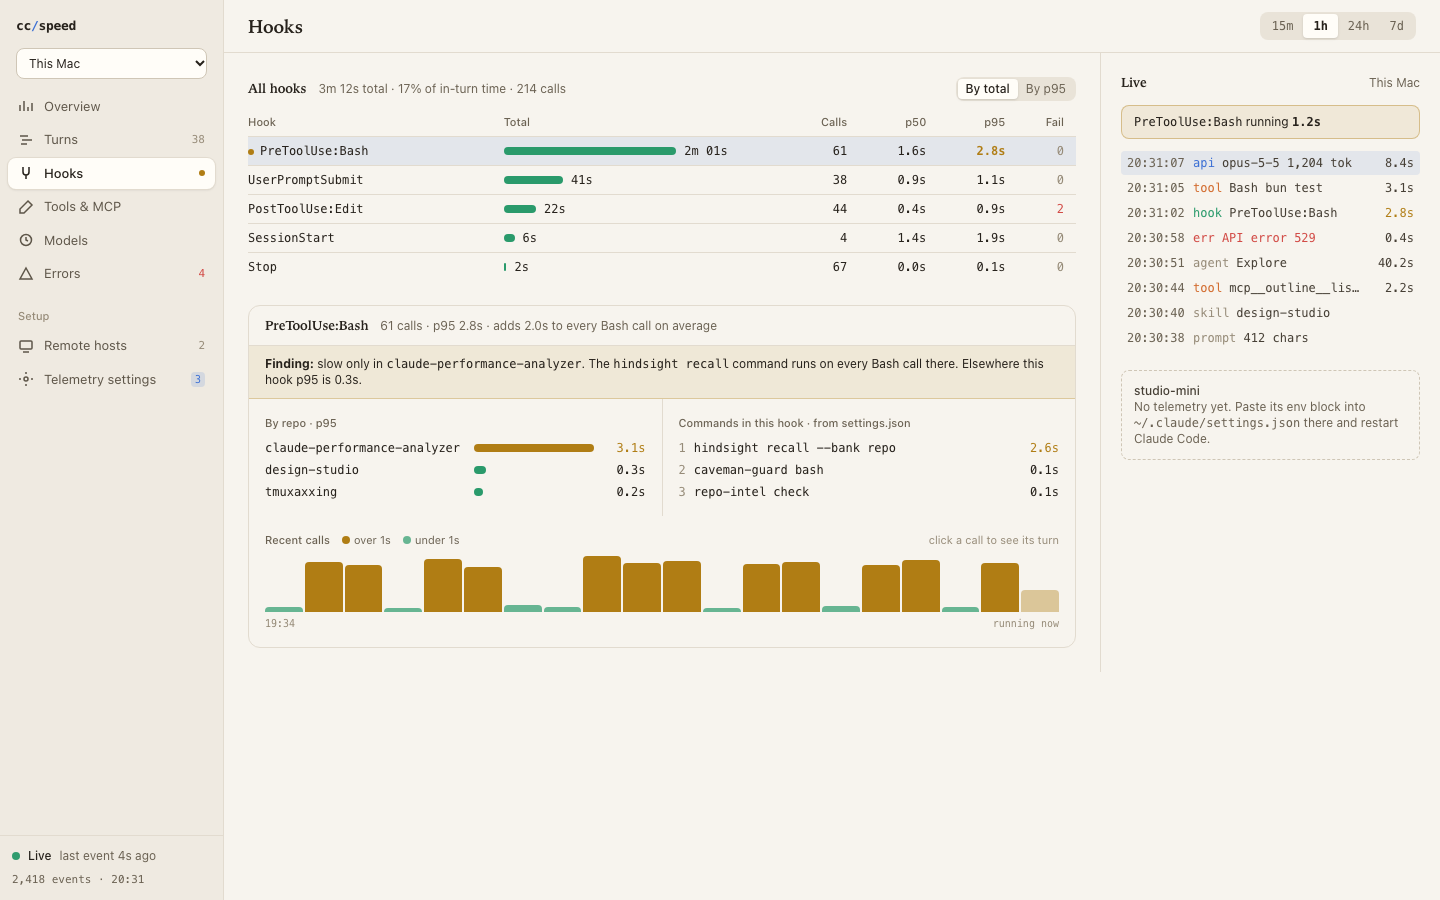 cc/speed
This Mac
Overview
Turns 38
Hooks
Tools & MCP
Models
Errors 4
Setup
Remote hosts 2
Telemetry settings 3
Live last event 4s ago
2,418 events · 20:31
Hooks
15m 1h 24h 7d
All hooks 3m 12s total · 17% of in-turn time · 214 calls
By total By p95
Hook Total Calls p50 p95 Fail
PreToolUse:Bash 2m 01s 61 1.6s 2.8s 0
UserPromptSubmit 41s 38 0.9s 1.1s 0
PostToolUse:Edit 22s 44 0.4s 0.9s 2
SessionStart 6s 4 1.4s 1.9s 0
Stop 2s 67 0.0s 0.1s 0
PreToolUse:Bash 61 calls · p95 2.8s · adds 2.0s to every Bash call on average
Finding: slow only in claude-performance-analyzer. The hindsight recall command runs on every Bash call there. Elsewhere this
hook p95 is 0.3s.
By repo · p95
claude-performance-analyzer 3.1s
design-studio 0.3s
tmuxaxxing 0.2s
Commands in this hook · from settings.json
1 hindsight recall --bank repo 2.6s
2 caveman-guard bash 0.1s
3 repo-intel check 0.1s
Recent calls over 1s under 1s click a call to see its turn
19:34 running now
Live This Mac
PreToolUse:Bash running 1.2s
20:31:07 api opus-5-5 1,204 tok 8.4s
20:31:05 tool Bash bun test 3.1s
20:31:02 hook PreToolUse:Bash 2.8s
20:30:58 err API error 529 0.4s
20:30:51 agent Explore 40.2s
20:30:44 tool mcp__outline__lis… 2.2s
20:30:40 skill design-studio
20:30:38 prompt 412 chars
studio-mini
No telemetry yet. Paste its env block into
~/.claude/settings.json there and restart
Claude Code.